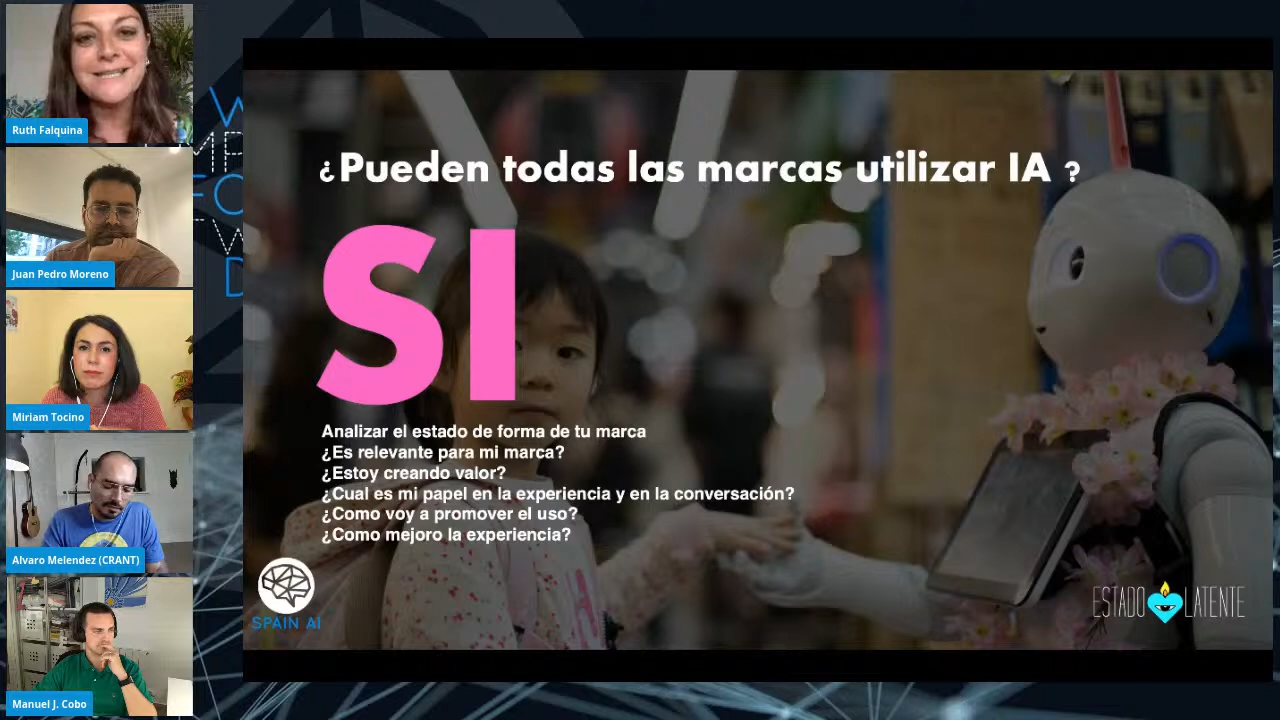 Ruth Falquina
Juan Pedro Moreno
Miriam Tocino
Alvaro Melendez (CRANT)
Manuel J. Cobo
¿Pueden todas las marcas utilizar IA ?
SI
Analizar el estado de forma de tu marca
¿Es relevante para mi marca?
¿Estoy creando valor?
¿Cual es mi papel en la experiencia y en la conversación?
¿Como voy a promover el uso?
¿Como mejoro la experiencia?
SPAIN AI
ESTADO LATENTE